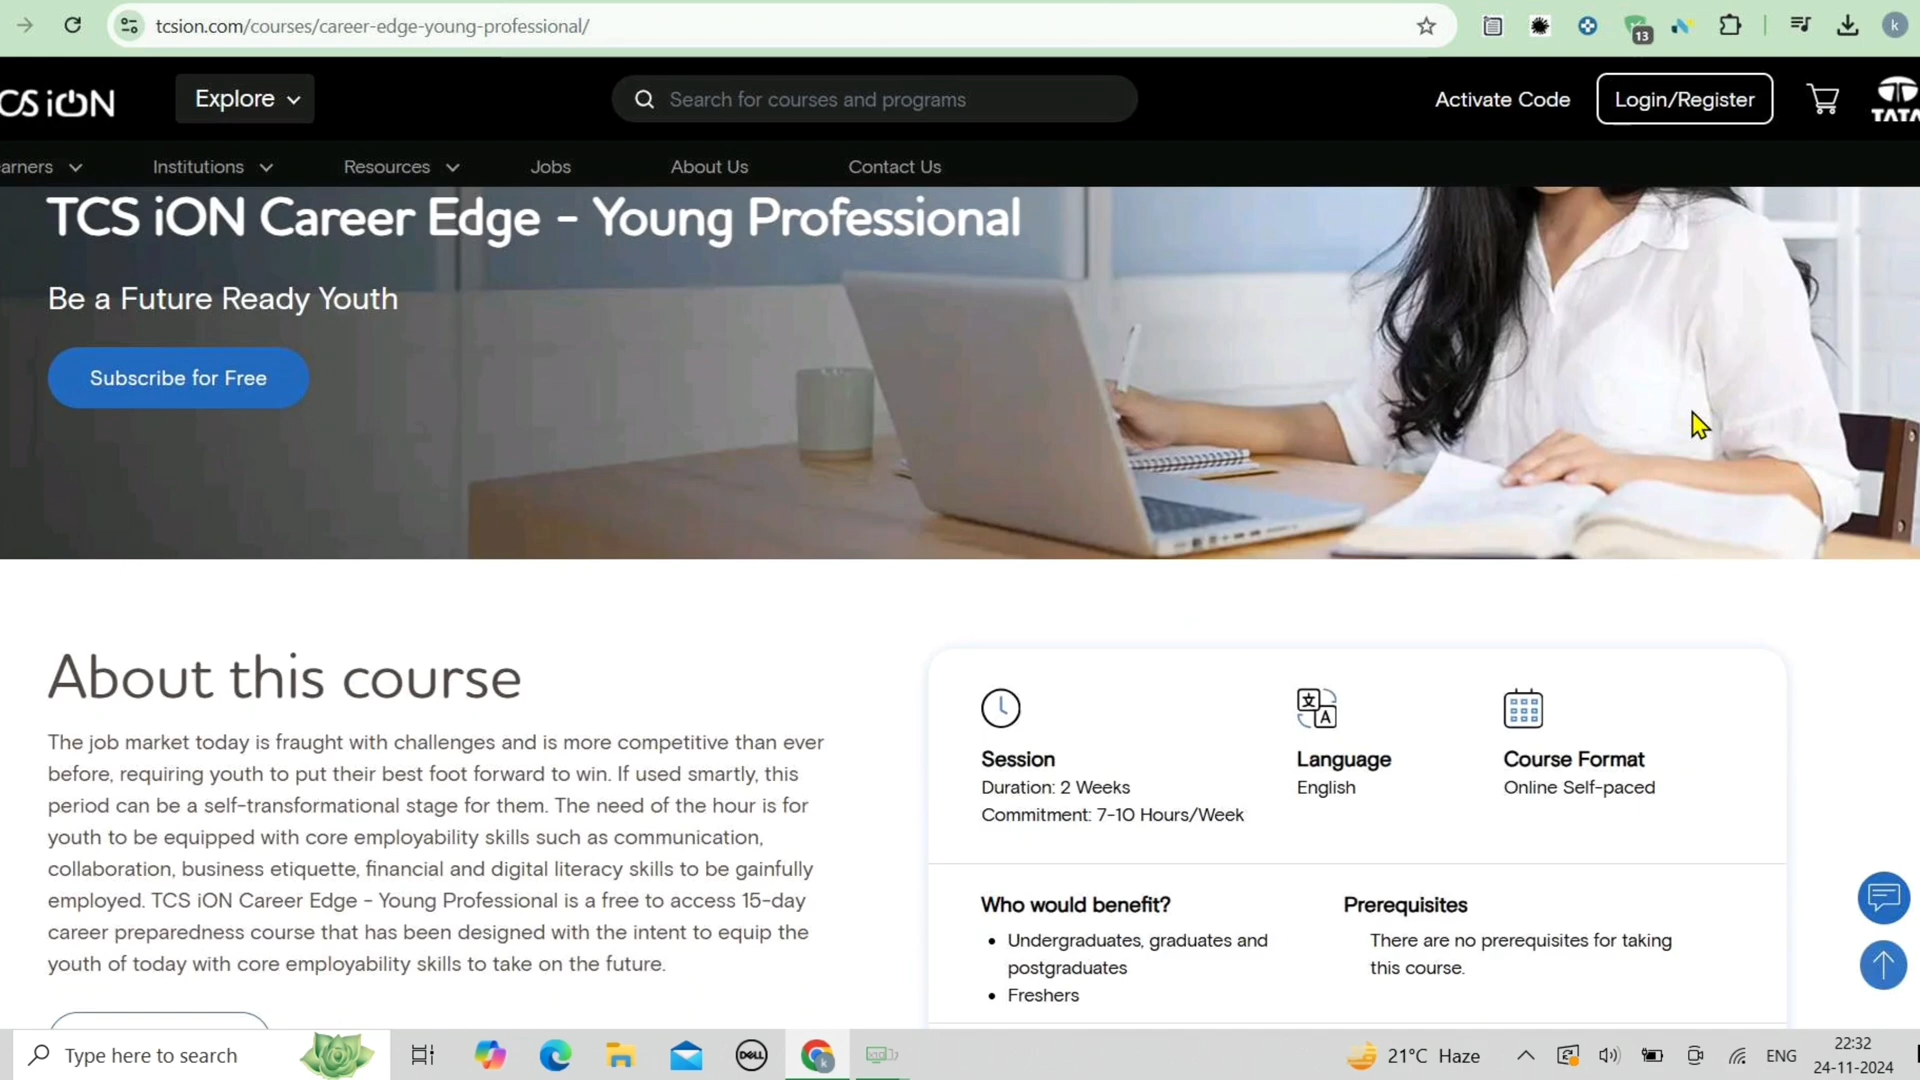 tcsion.com/courses/career-edge-young-professional/
13
k
CS iON
Explore
Search for courses and programs
Activate Code
Login/Register
TATA
arners
Institutions
Resources
Jobs
About Us
Contact Us
TCS iON Career Edge - Young Professional
Be a Future Ready Youth
Subscribe for Free
About this course
The job market today is fraught with challenges and is more competitive than ever
before, requiring youth to put their best foot forward to win. If used smartly, this
period can be a self-transformational stage for them. The need of the hour is for
youth to be equipped with core employability skills such as communication,
collaboration, business etiquette, financial and digital literacy skills to be gainfully
employed. TCS iON Career Edge - Young Professional is a free to access 15-day
career preparedness course that has been designed with the intent to equip the
youth of today with core employability skills to take on the future.
文
A
Session
Duration: 2 Weeks
Commitment: 7-10 Hours/Week
Language
English
Course Format
Online Self-paced
Who would benefit?
• Undergraduates, graduates and
postgraduates
• Freshers
Prerequisites
There are no prerequisites for taking
this course.
Type here to search
DELL
k
21°C Haze
ENG
22:32
24-11-2024